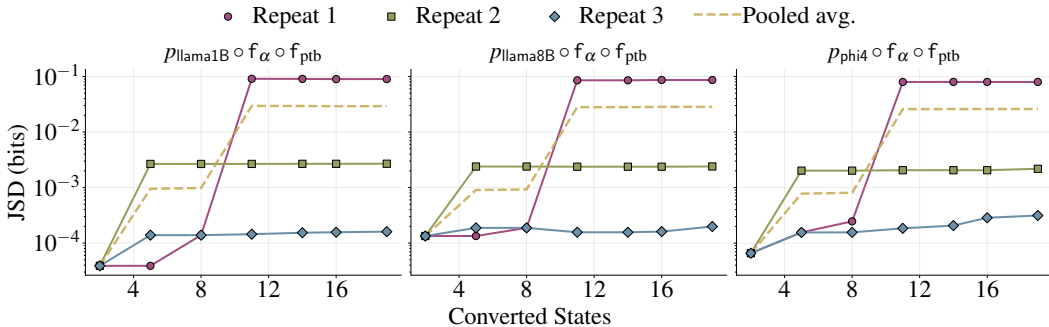 Repeat 1 Repeat 2 Repeat 3 Pooled avg.
p_llama1B ∘ f_α ∘ f_ptb p_llama8B ∘ f_α ∘ f_ptb p_phi4 ∘ f_α ∘ f_ptb
10⁻¹
10⁻²
10⁻³
10⁻⁴
JSD (bits)
4 8 12 16 4 8 12 16 4 8 12 16
Converted States